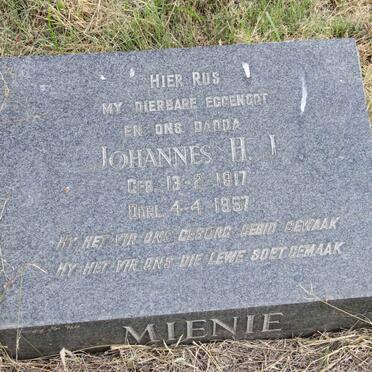 HIER RUS
MY DIERBARE EGGENOOT
EN ONS DADDA
JOHANNES H. J.
GEB. 13-2-1917
OORL. 4-4-1957
HY HET VIR ONS GESORG GEBID GEWAAK
HY HET VIR ONS DIE LEWE SOET GEMAAK
MIENIE